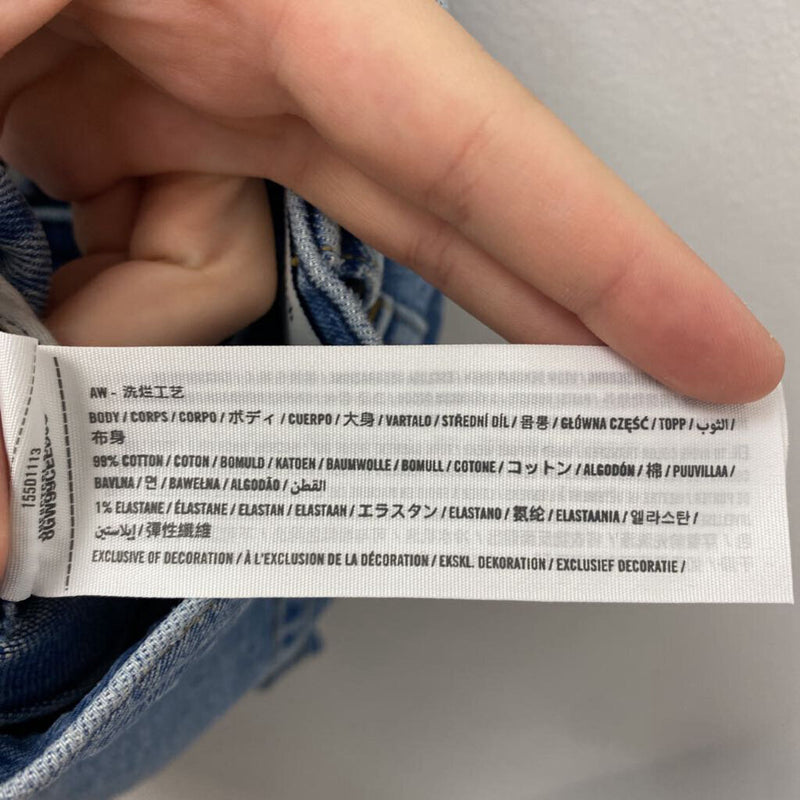 AW - 洗烂工艺
BODY / CORPS / CORPO / ボディ / CUERPO / 大身 / VARTALO / STŘEDNÍ DÍL / 몸통 / GŁÓWNA CZĘŚĆ / TOPP / الثوب /
布身
99% COTTON / COTON / BOMULD / KATOEN / BAUMWOLLE / BOMULL / COTONE / コットン / ALGODÓN / 棉 / PUUVILLAA /
BAVLNA / 면 / BAWEŁNA / ALGODÃO / القطن
1% ELASTANE / ÉLASTANE / ELASTAN / ELASTAAN / エラスタン / ELASTANO / 氨纶 / ELASTAANIA / 엘라스탄 /
إيلاستين / 彈性纖維
EXCLUSIVE OF DECORATION / À L'EXCLUSION DE LA DÉCORATION / EKSKL. DEKORATION / EXCLUSIEF DECORATIE /
15501113